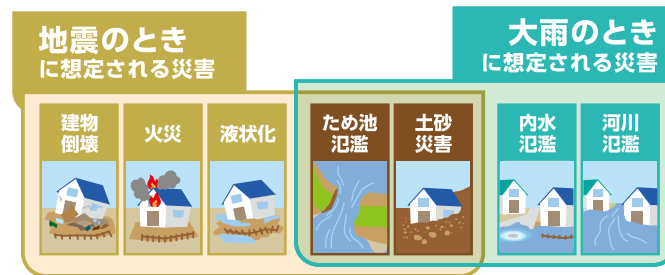 地震のとき
に想定される災害
大雨のとき
に想定される災害
建物
倒壊
火災
液状化
ため池
氾濫
土砂
災害
内水
氾濫
河川
氾濫